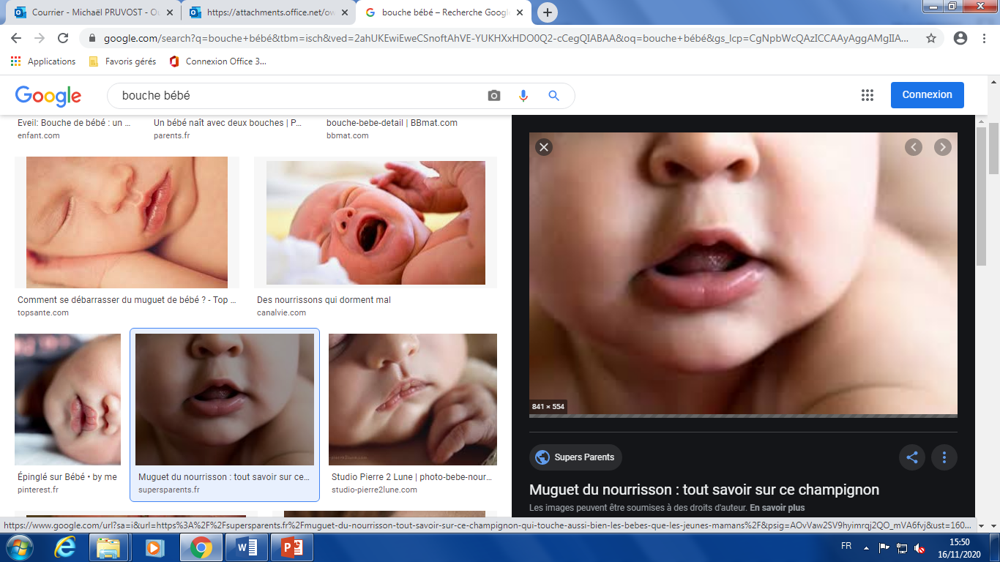 Courrier - Michaël PRUVOST - Ou
https://attachments.office.net/ow
bouche bébé – Recherche Google
google.com/search?q=bouche+bébé&tbm=isch&ved=2ahUKEwiEweCSnoftAhVE-YUKHXxHDO0Q2-cCegQIABAA&oq=bouche+bébé&gs_lcp=CgNpbWcQAzICCAAyAggAMgIIA...
Applications
Favoris gérés
Connexion Office 3...
Google
bouche bébé
Connexion
Eveil: Bouche de bébé : un ...
enfant.com
Un bébé naît avec deux bouches | P...
parents.fr
bouche-bebe-detail | BBmat.com
bbmat.com
Comment se débarrasser du muguet de bébé ? - Top ...
topsante.com
Des nourrissons qui dorment mal
canalvie.com
Épinglé sur Bébé • by me
pinterest.fr
Muguet du nourrisson : tout savoir sur ce...
supersparents.fr
Studio Pierre 2 Lune | photo-bebe-nour...
studio-pierre2lune.com
841 × 554
Supers Parents
Muguet du nourrisson : tout savoir sur ce champignon
Les images peuvent être soumises à des droits d'auteur. En savoir plus
https://www.google.com/url?sa=i&url=https%3A%2F%2Fsupersparents.fr%2Fmuguet-du-nourrisson-tout-savoir-sur-ce-champignon-qui-touche-aussi-bien-les-bebes-que-les-jeunes-mamans%2F&psig=AOvVaw2SV9hyimrqj2QO_mVA6fvj&ust=160...
FR
15:50
16/11/2020